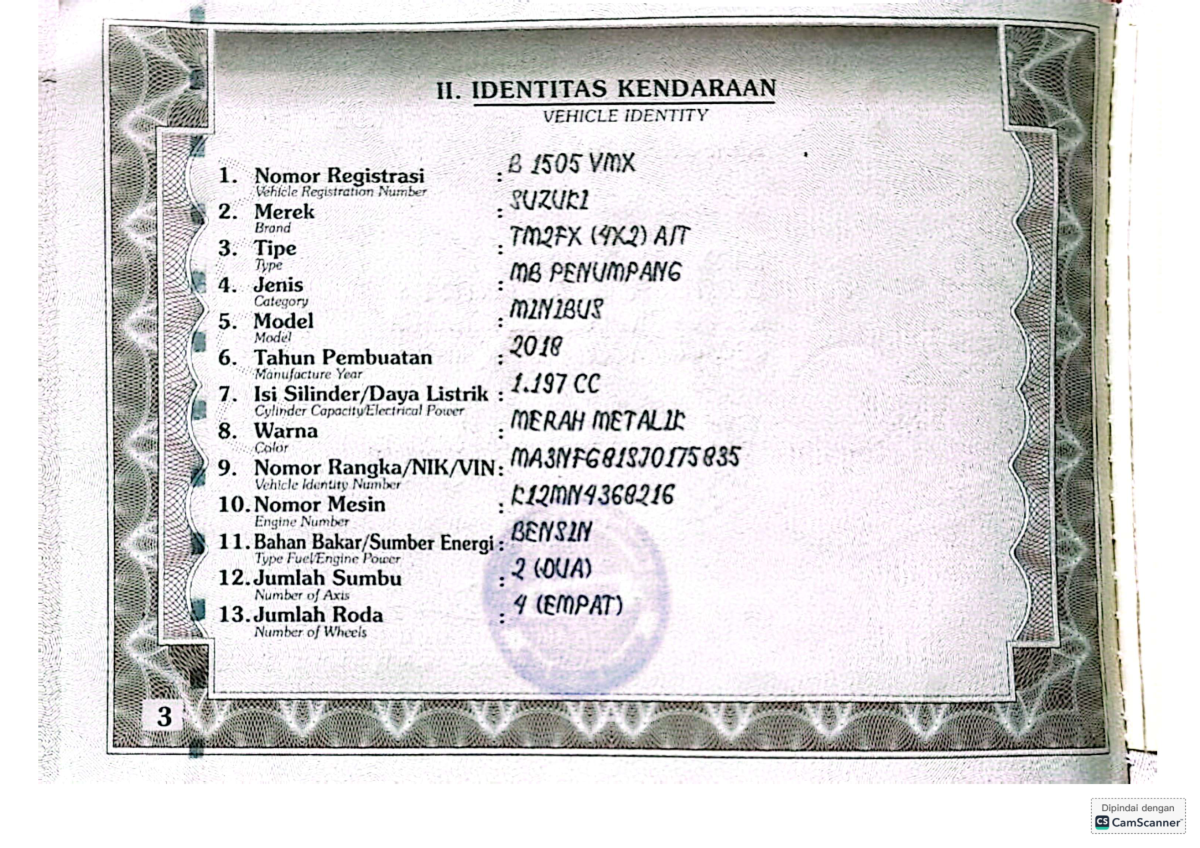 II. IDENTITAS KENDARAAN
VEHICLE IDENTITY
1. Nomor Registrasi : B 1505 VMX
Vehicle Registration Number
2. Merek : SUZUKI
Brand
3. Tipe : TM2FX (4X2) A/T
Type
4. Jenis : MB PENUMPANG
Category
5. Model : MINIBUS
Model
6. Tahun Pembuatan : 2018
Manufacture Year
7. Isi Silinder/Daya Listrik : 1.197 CC
Cylinder Capacity/Electrical Power
8. Warna : MERAH METALIK
Color
9. Nomor Rangka/NIK/VIN : MA3NFG81SJ0175835
Vehicle Identity Number
10. Nomor Mesin : K12MN4368216
Engine Number
11. Bahan Bakar/Sumber Energi : BENSIN
Type Fuel/Engine Power
12. Jumlah Sumbu : 2 (DUA)
Number of Axis
13. Jumlah Roda : 4 (EMPAT)
Number of Wheels
3
Dipindai dengan
CS CamScanner